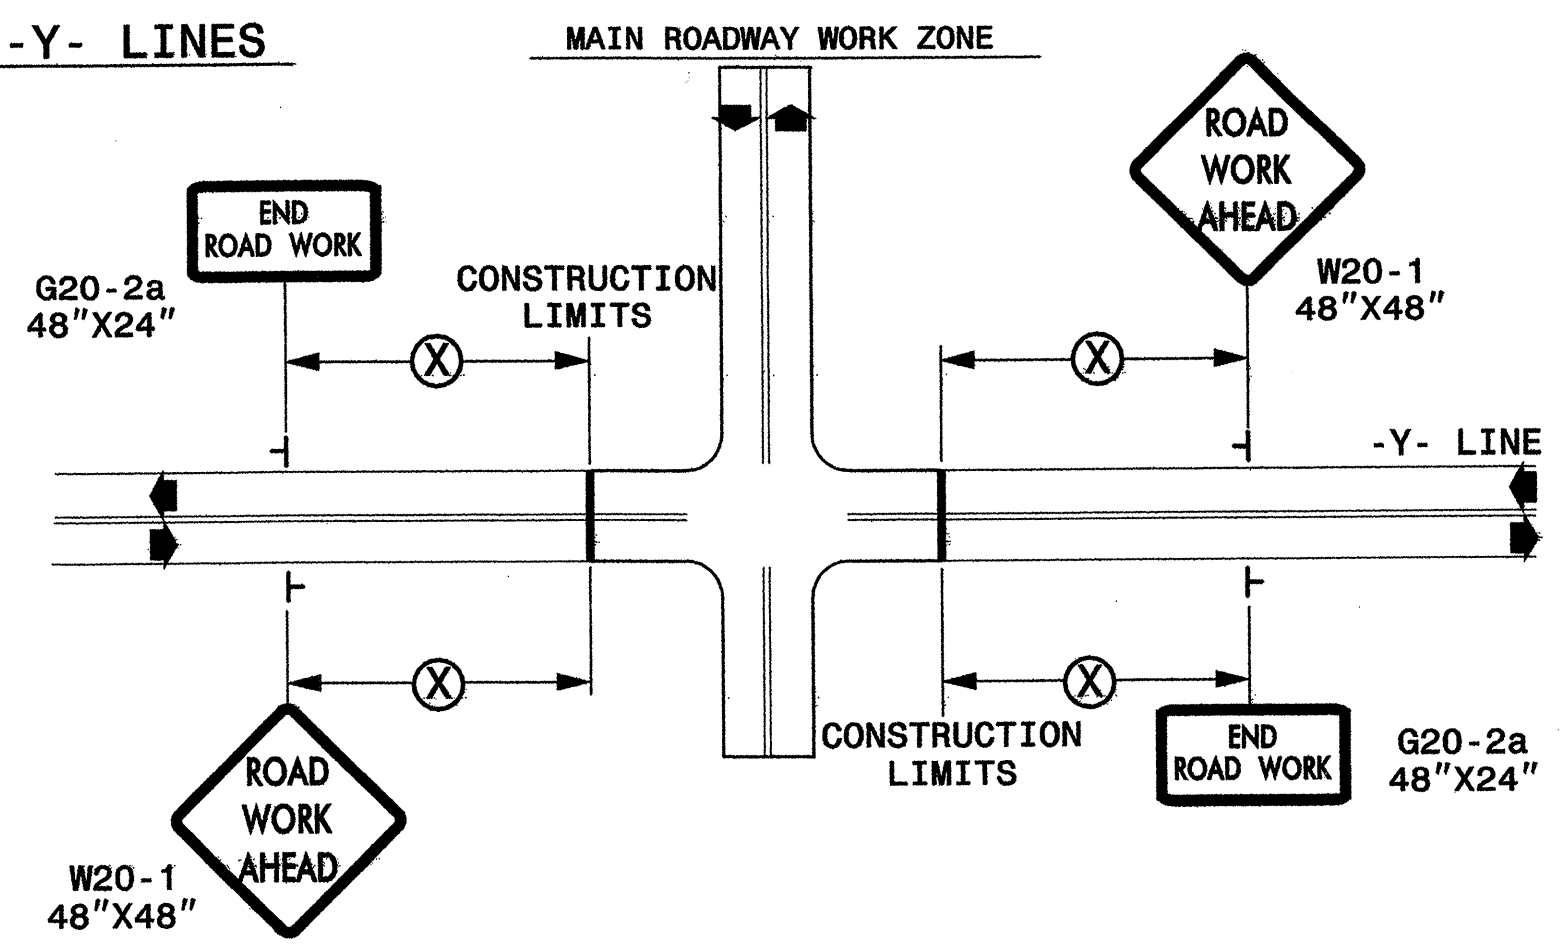 -Y- LINES
MAIN ROADWAY WORK ZONE
ROAD
WORK
AHEAD
END
ROAD WORK
G20-2a
48"X24"
CONSTRUCTION
LIMITS
W20-1
48"X48"
X
X
-Y- LINE
X
X
ROAD
WORK
AHEAD
W20-1
48"X48"
CONSTRUCTION
LIMITS
END
ROAD WORK
G20-2a
48"X24"